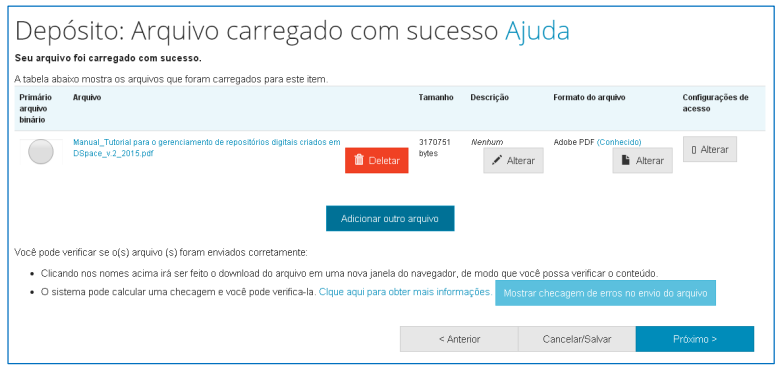 Depósito: Arquivo carregado com sucesso Ajuda
Seu arquivo foi carregado com sucesso.
A tabela abaixo mostra os arquivos que foram carregados para este item.
Primário arquivo binário Arquivo Tamanho Descrição Formato do arquivo Configurações de acesso
Manual_Tutorial para o gerenciamento de repositórios digitais criados em
DSpace_v.2_2015.pdf
Deletar
3170751
bytes
Nenhum
Alterar
Adobe PDF (Conhecido)
Alterar
Alterar
Adicionar outro arquivo
Você pode verificar se o(s) arquivo (s) foram enviados corretamente:
• Clicando nos nomes acima irá ser feito o download do arquivo em uma nova janela do navegador, de modo que você possa verificar o conteúdo.
• O sistema pode calcular uma checagem e você pode verifica-la. Clque aqui para obter mais informações. Mostrar checagem de erros no envio do arquivo
< Anterior Cancelar/Salvar Próximo >